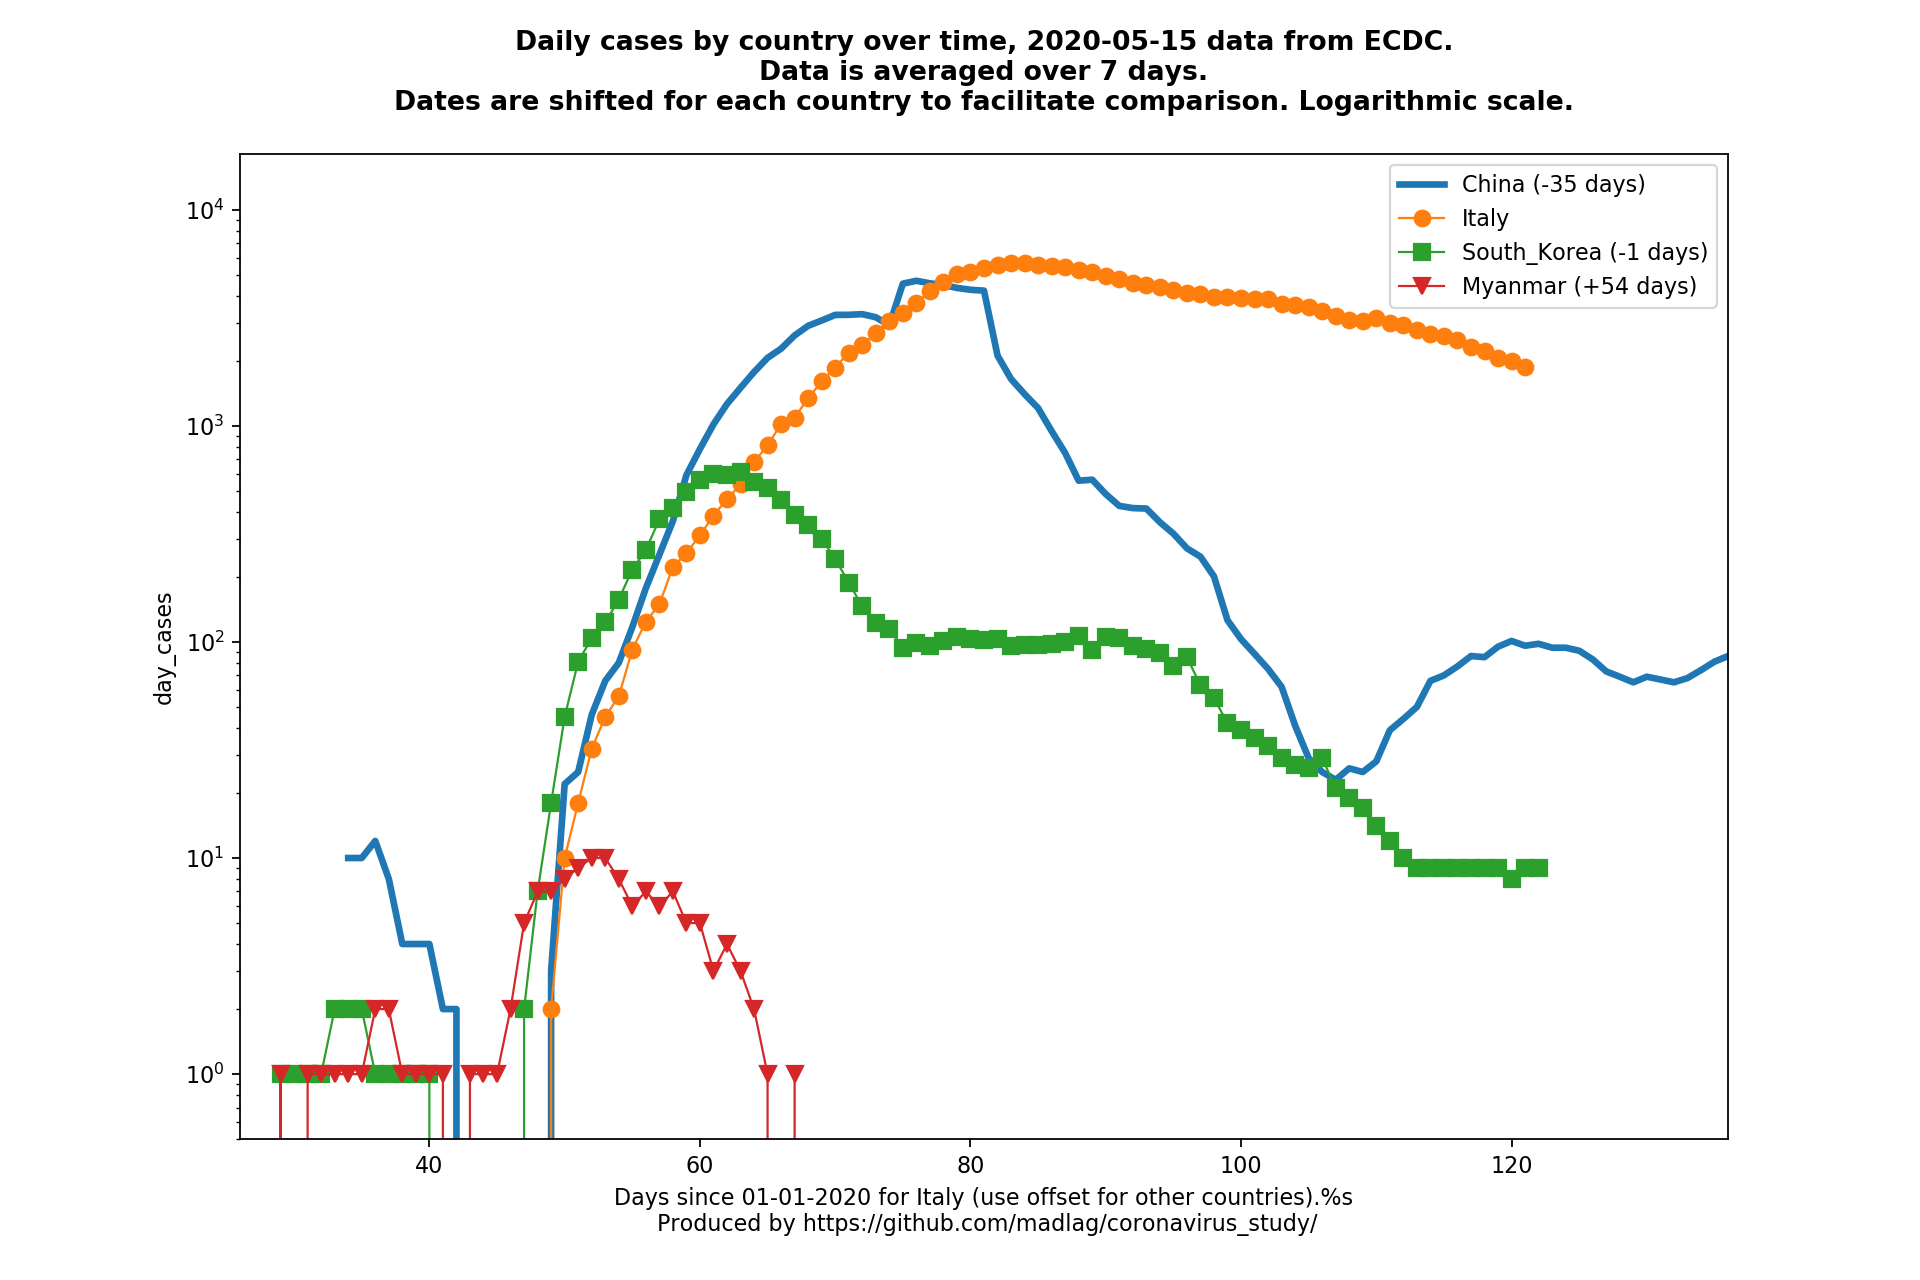 Daily cases by country over time, 2020-05-15 data from ECDC.
Data is averaged over 7 days.
Dates are shifted for each country to facilitate comparison. Logarithmic scale.
China (-35 days)
Italy
South_Korea (-1 days)
Myanmar (+54 days)
10⁴
10³
10²
10¹
10⁰
day_cases
40 60 80 100 120
Days since 01-01-2020 for Italy (use offset for other countries).%s
Produced by https://github.com/madlag/coronavirus_study/